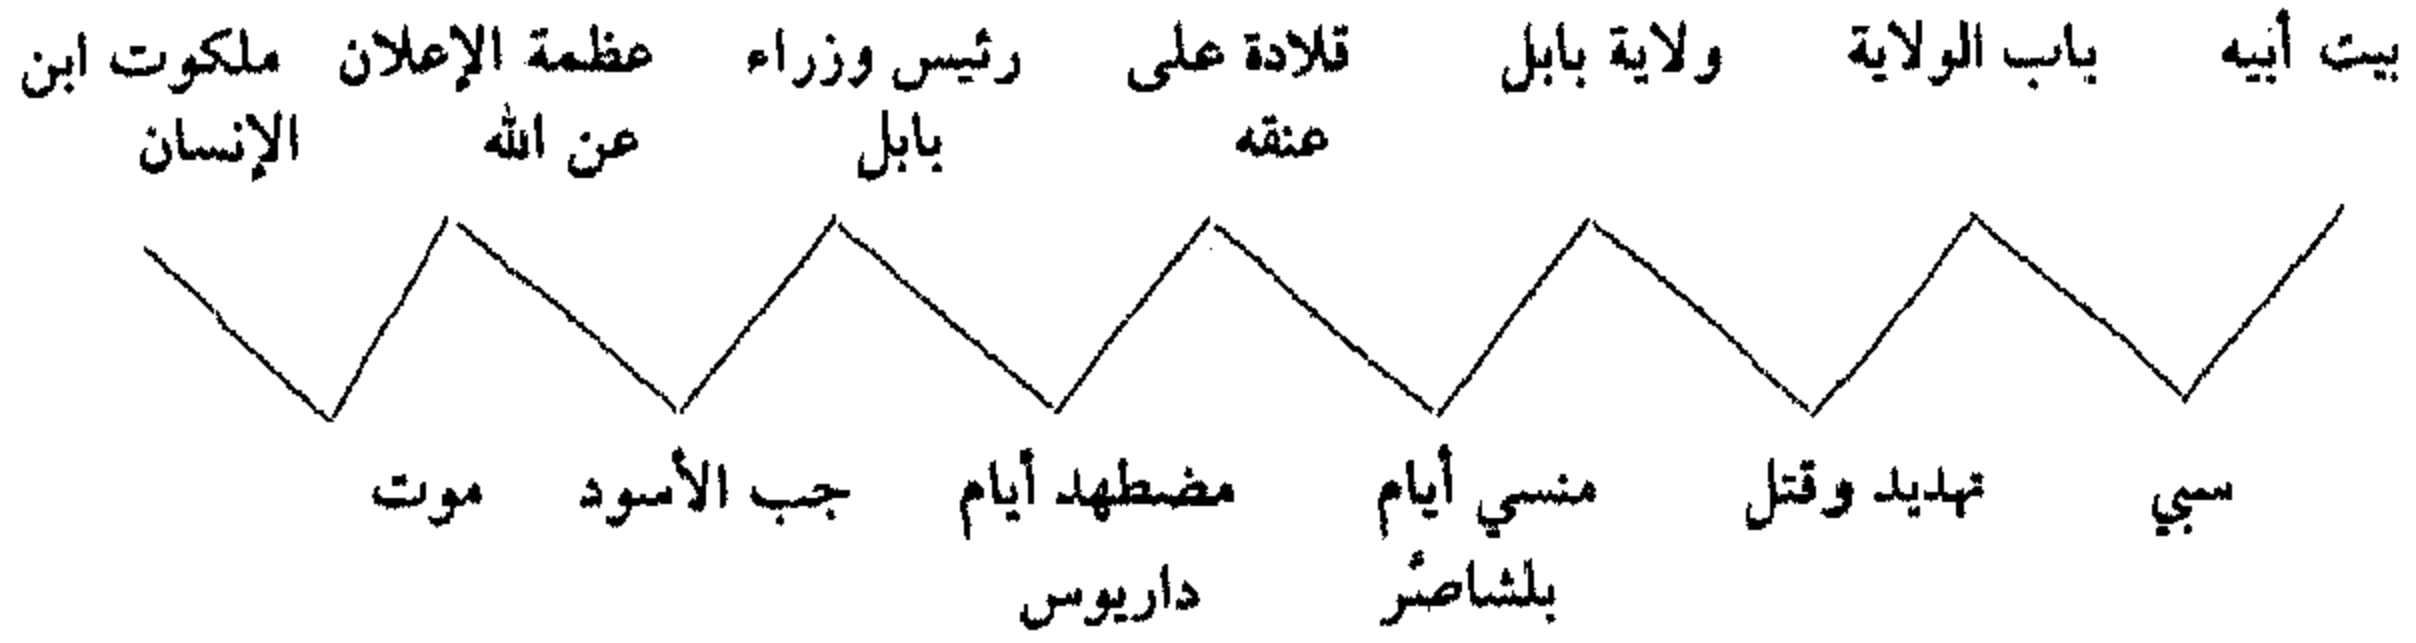 بيت أبيه باب الولاية ولاية بابل قلادة على رئيس وزراء عظمة الإعلان ملكوت ابن
عنقه بابل عن الله الإنسان
سبي تهديد وقتل منسي أيام مضطهد أيام جب الأسود موت
بلشاصر داريوس